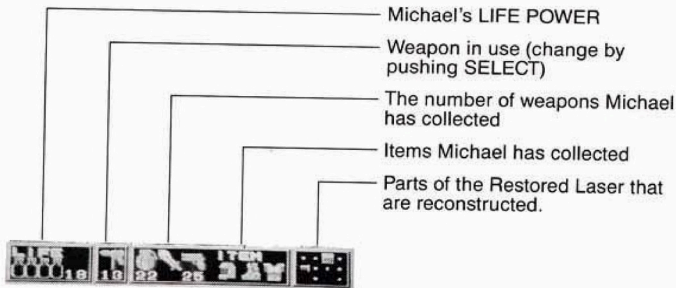 Michael's LIFE POWER
Weapon in use (change by
pushing SELECT)
The number of weapons Michael
has collected
Items Michael has collected
Parts of the Restored Laser that
are reconstructed.
LIFE
ITEM
18
13
22
25